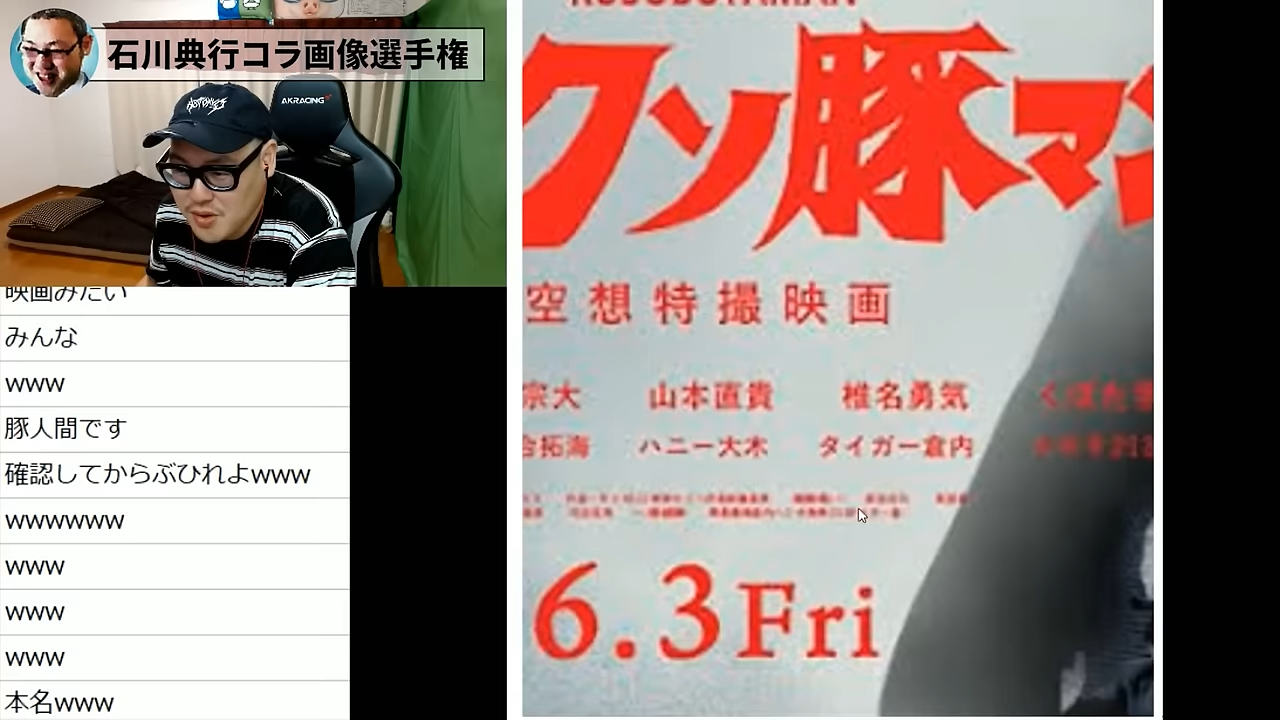 石川典行コラ画像選手権
AKRACING
映画みたい
みんな
www
豚人間です
確認してからぶひれよwww
wwwwww
www
www
www
本名www
クソ豚マン
空想特撮映画
宗大 山本直貴 椎名勇気
合拓海 ハニー大木 タイガー倉内
6.3Fri